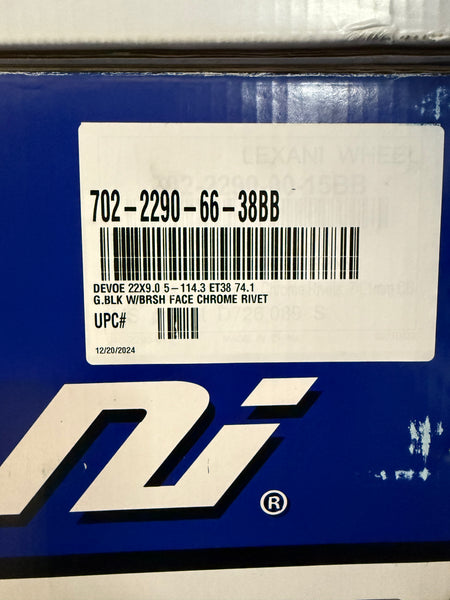 LEXANI WHEEL
702-2290-66-38BB
DEVOE 22X9.0 5-114.3 ET38 74.1
G.BLK W/BRSH FACE CHROME RIVET
UPC#
12/20/2024
ni®